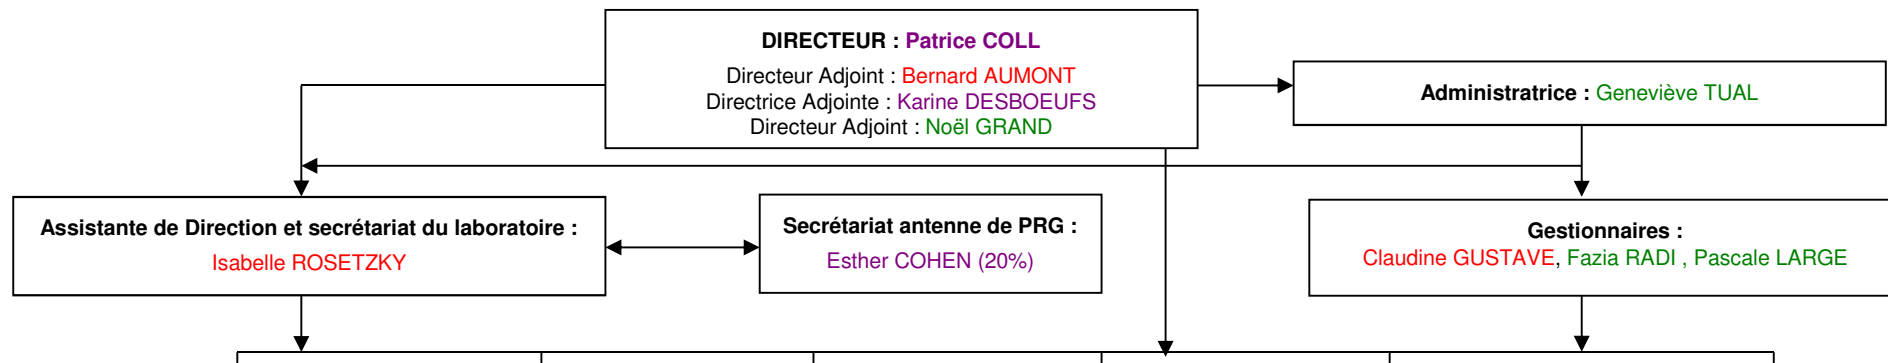 DIRECTEUR : Patrice COLL
Directeur Adjoint : Bernard AUMONT
Directrice Adjointe : Karine DESBOEUFS
Directeur Adjoint : Noël GRAND
Administratrice : Geneviève TUAL
Assistante de Direction et secrétariat du laboratoire :
Isabelle ROSETZKY
Secrétariat antenne de PRG :
Esther COHEN (20%)
Gestionnaires :
Claudine GUSTAVE, Fazia RADI , Pascale LARGE